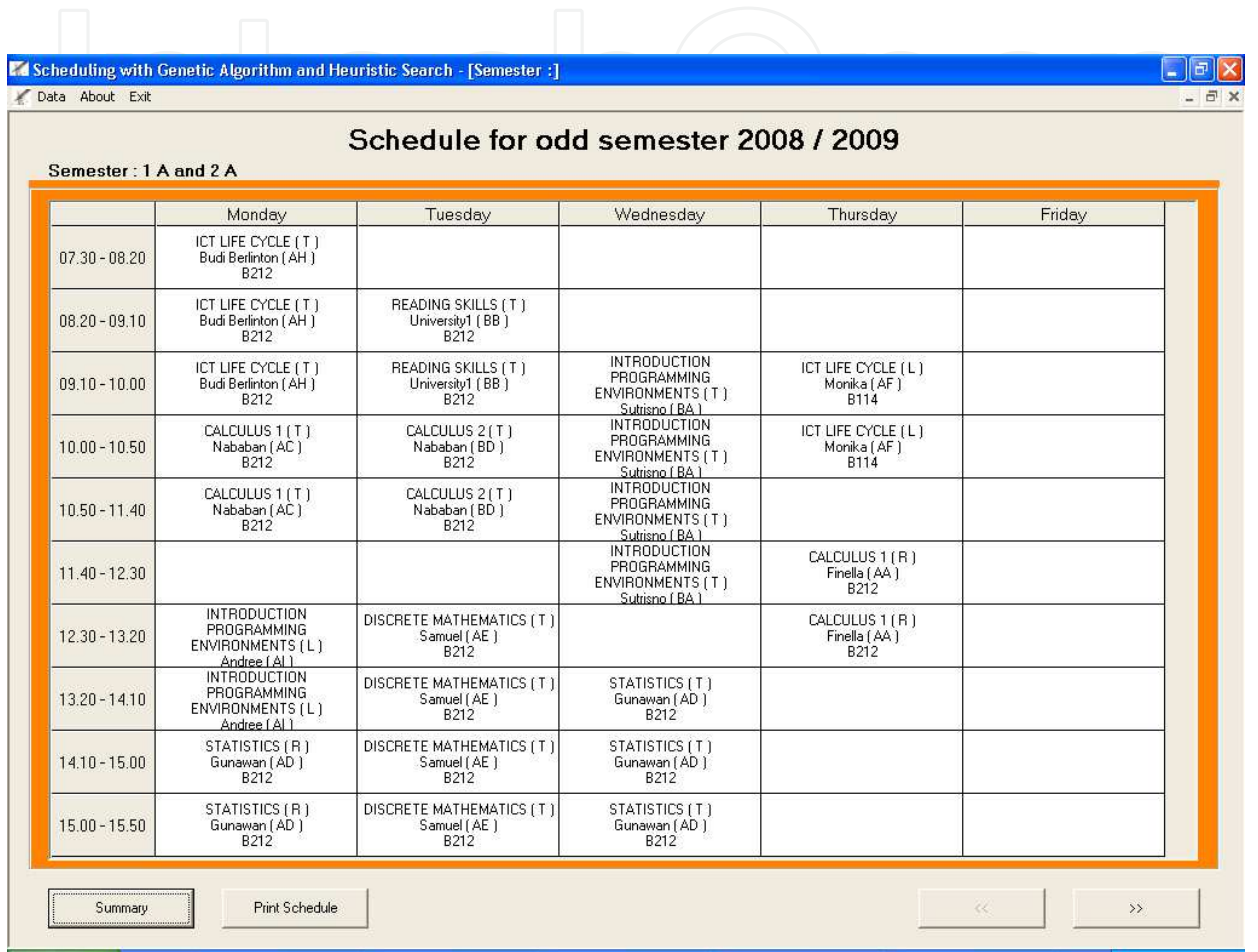 Scheduling with Genetic Algorithm and Heuristic Search - [Semester :]
Data About Exit
Schedule for odd semester 2008 / 2009
Semester : 1 A and 2 A
Monday Tuesday Wednesday Thursday Friday
07.30 - 08.20
ICT LIFE CYCLE ( T )
Budi Berlinton ( AH )
B212
08.20 - 09.10
ICT LIFE CYCLE ( T )
Budi Berlinton ( AH )
B212
READING SKILLS ( T )
University1 ( BB )
B212
09.10 - 10.00
ICT LIFE CYCLE ( T )
Budi Berlinton ( AH )
B212
READING SKILLS ( T )
University1 ( BB )
B212
INTRODUCTION
PROGRAMMING
ENVIRONMENTS ( T )
Sutrisno ( BA )
ICT LIFE CYCLE ( L )
Monika ( AF )
B114
10.00 - 10.50
CALCULUS 1 ( T )
Nababan ( AC )
B212
CALCULUS 2 ( T )
Nababan ( BD )
B212
INTRODUCTION
PROGRAMMING
ENVIRONMENTS ( T )
Sutrisno ( BA )
ICT LIFE CYCLE ( L )
Monika ( AF )
B114
10.50 - 11.40
CALCULUS 1 ( T )
Nababan ( AC )
B212
CALCULUS 2 ( T )
Nababan ( BD )
B212
INTRODUCTION
PROGRAMMING
ENVIRONMENTS ( T )
Sutrisno ( BA )
11.40 - 12.30
INTRODUCTION
PROGRAMMING
ENVIRONMENTS ( T )
Sutrisno ( BA )
CALCULUS 1 ( R )
Finella ( AA )
B212
12.30 - 13.20
INTRODUCTION
PROGRAMMING
ENVIRONMENTS ( L )
Andree ( AI )
DISCRETE MATHEMATICS ( T )
Samuel ( AE )
B212
CALCULUS 1 ( R )
Finella ( AA )
B212
13.20 - 14.10
INTRODUCTION
PROGRAMMING
ENVIRONMENTS ( L )
Andree ( AI )
DISCRETE MATHEMATICS ( T )
Samuel ( AE )
B212
STATISTICS ( T )
Gunawan ( AD )
B212
14.10 - 15.00
STATISTICS ( R )
Gunawan ( AD )
B212
DISCRETE MATHEMATICS ( T )
Samuel ( AE )
B212
STATISTICS ( T )
Gunawan ( AD )
B212
15.00 - 15.50
STATISTICS ( R )
Gunawan ( AD )
B212
DISCRETE MATHEMATICS ( T )
Samuel ( AE )
B212
STATISTICS ( T )
Gunawan ( AD )
B212
Summary Print Schedule << >>